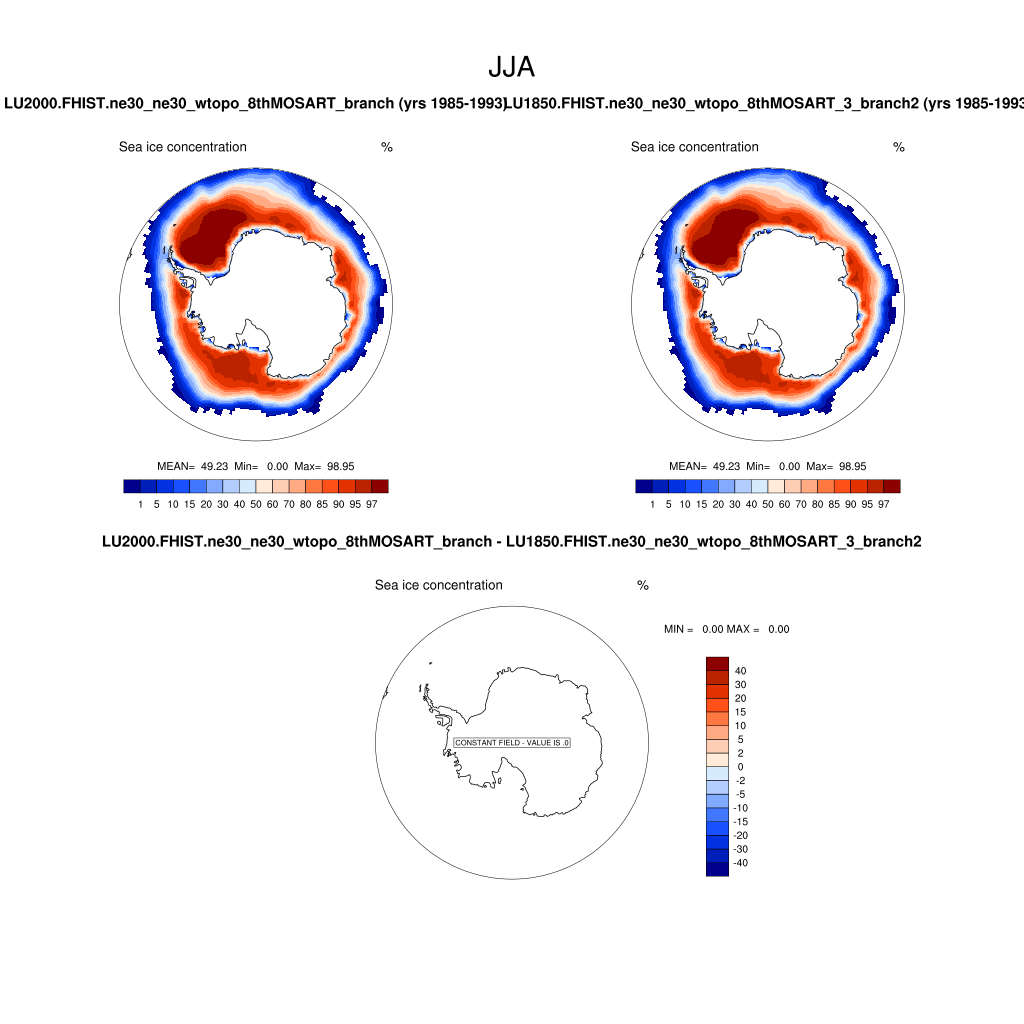 JJA
LU2000.FHIST.ne30_ne30_wtopo_8thMOSART_branch (yrs 1985-1993)
LU1850.FHIST.ne30_ne30_wtopo_8thMOSART_3_branch2 (yrs 1985-1993
Sea ice concentration %
Sea ice concentration %
MEAN= 49.23 Min= 0.00 Max= 98.95
MEAN= 49.23 Min= 0.00 Max= 98.95
1 5 10 15 20 30 40 50 60 70 80 85 90 95 97
1 5 10 15 20 30 40 50 60 70 80 85 90 95 97
LU2000.FHIST.ne30_ne30_wtopo_8thMOSART_branch - LU1850.FHIST.ne30_ne30_wtopo_8thMOSART_3_branch2
Sea ice concentration %
MIN = 0.00 MAX = 0.00
40
30
20
15
10
5
2
0
-2
-5
-10
-15
-20
-30
-40
CONSTANT FIELD - VALUE IS .0